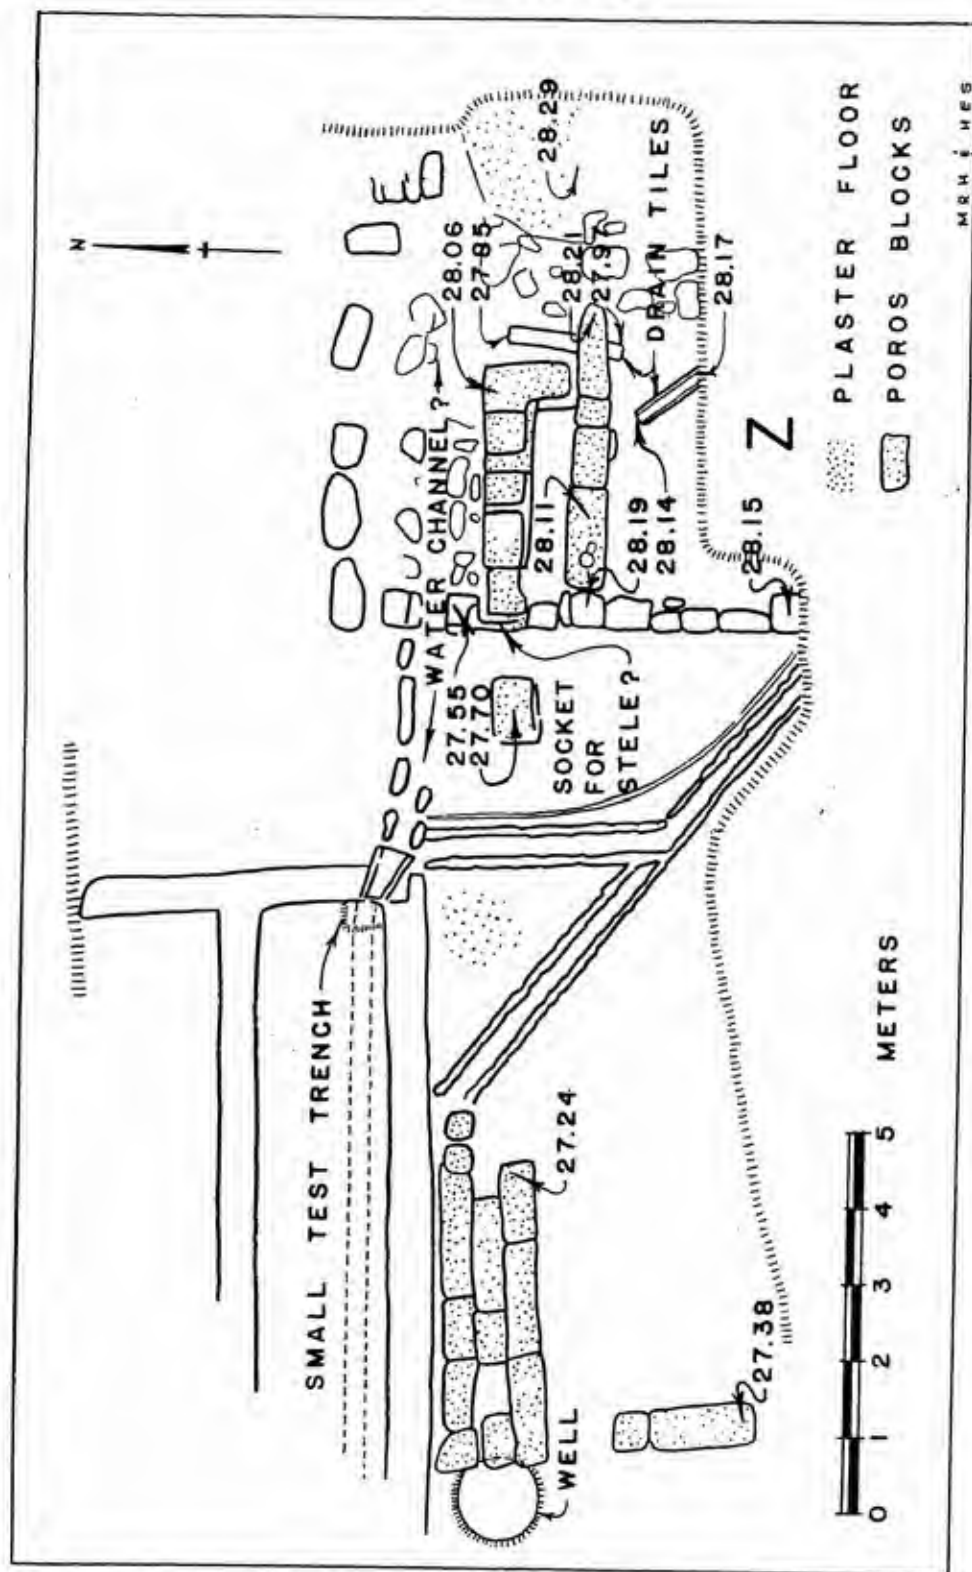 N
SMALL TEST TRENCH
WATER CHANNEL?
28.06
27.85
28.29
28.21
27.97
DRAIN TILES
28.17
28.11
28.19
28.14
28.15
27.55
27.70
SOCKET
FOR
STELE?
Z
27.24
WELL
27.38
0 1 2 3 4 5
METERS
PLASTER FLOOR
POROS BLOCKS